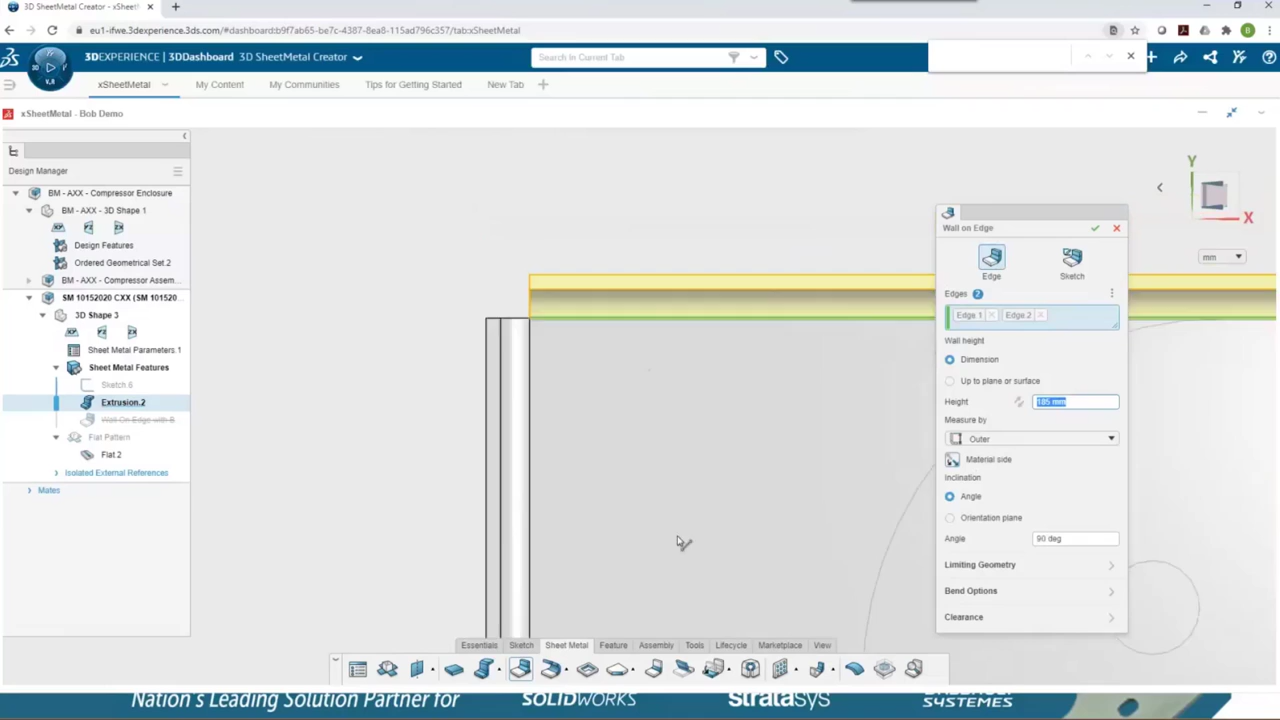 3D SheetMetal Creator - xSheetM
eu1-ifwe.3dexperience.3ds.com/#dashboard:b9f7ab65-be7c-4387-8ea8-115ad796c357/tab:xSheetMetal
B
3DEXPERIENCE | 3DDashboard 3D SheetMetal Creator
Search In Current Tab
3D
V.R
xSheetMetal
My Content
My Communities
Tips for Getting Started
New Tab
xSheetMetal - Bob Demo
Design Manager
BM - AXX - Compressor Enclosure
BM - AXX - 3D Shape 1
Design Features
Ordered Geometrical Set.2
BM - AXX - Compressor Assem...
SM 10152020 CXX (SM 101520...
3D Shape 3
Sheet Metal Parameters.1
Sheet Metal Features
Sketch.6
Extrusion.2
Wall On Edge with B
Flat Pattern
Flat 2
Isolated External References
Mates
Y
X
mm
Wall on Edge
Edge
Sketch
Edges 2
Edge 1
Edge 2
Wall height
Dimension
Up to plane or surface
Height
185 mm
Measure by
Outer
Material side
Inclination
Angle
Orientation plane
Angle
90 deg
Limiting Geometry
Bend Options
Clearance
Essentials
Sketch
Sheet Metal
Feature
Assembly
Tools
Lifecycle
Marketplace
View
Nation's Leading Solution Partner for
SOLIDWORKS
Stratasys
SYSTEMES